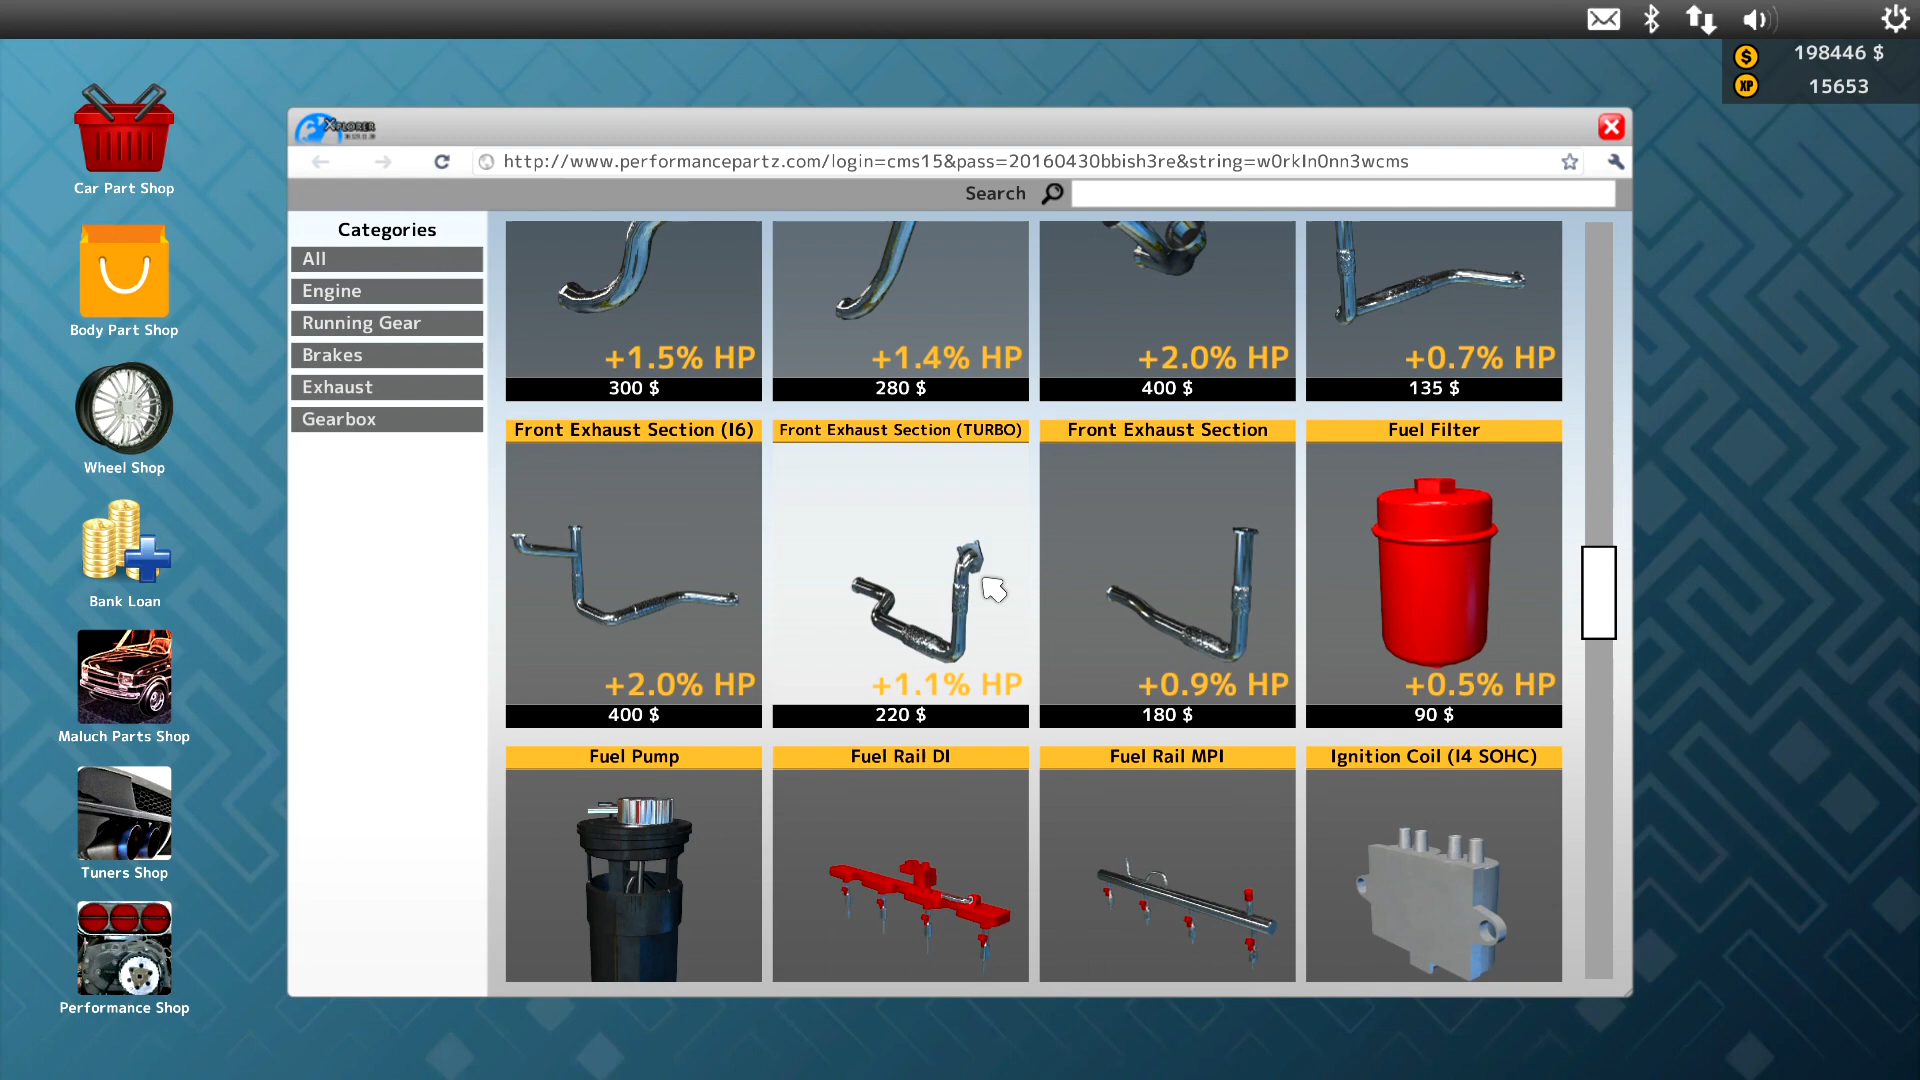 198446 $
XP 15653
Car Part Shop
Body Part Shop
Wheel Shop
Bank Loan
Maluch Parts Shop
Tuners Shop
Performance Shop
XPLORER
http://www.performancepartz.com/login=cms15&pass=20160430bbish3re&string=w0rkIn0nn3wcms
Search
Categories
All
Engine
Running Gear
Brakes
Exhaust
Gearbox
+1.5% HP +1.4% HP +2.0% HP +0.7% HP
300 $ 280 $ 400 $ 135 $
Front Exhaust Section (I6) Front Exhaust Section (TURBO) Front Exhaust Section Fuel Filter
+2.0% HP +1.1% HP +0.9% HP +0.5% HP
400 $ 220 $ 180 $ 90 $
Fuel Pump Fuel Rail DI Fuel Rail MPI Ignition Coil (I4 SOHC)